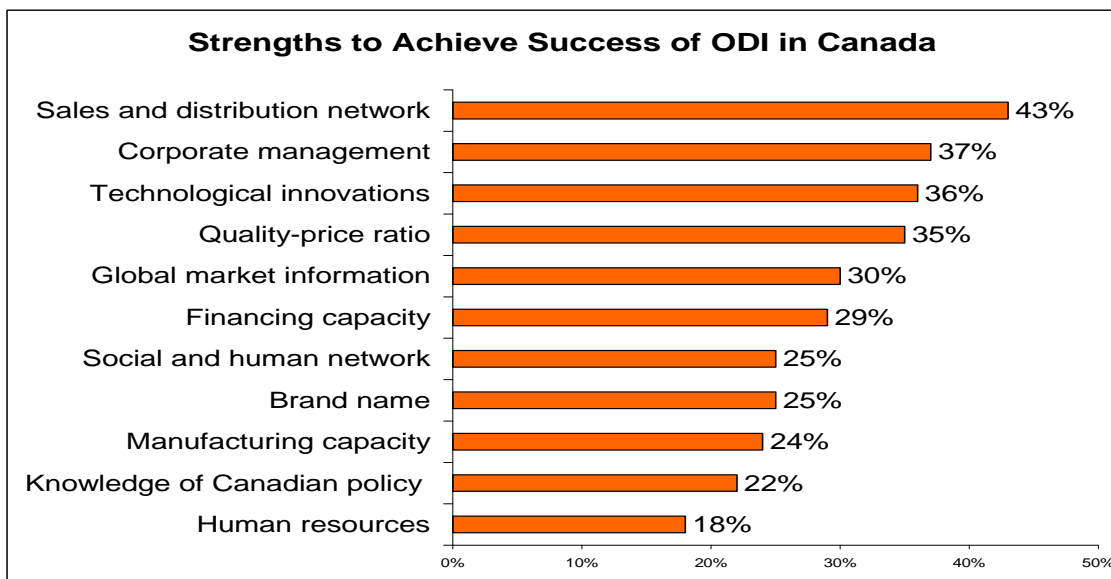 Strengths to Achieve Success of ODI in Canada
Sales and distribution network 43%
Corporate management 37%
Technological innovations 36%
Quality-price ratio 35%
Global market information 30%
Financing capacity 29%
Social and human network 25%
Brand name 25%
Manufacturing capacity 24%
Knowledge of Canadian policy 22%
Human resources 18%
0% 10% 20% 30% 40% 50%